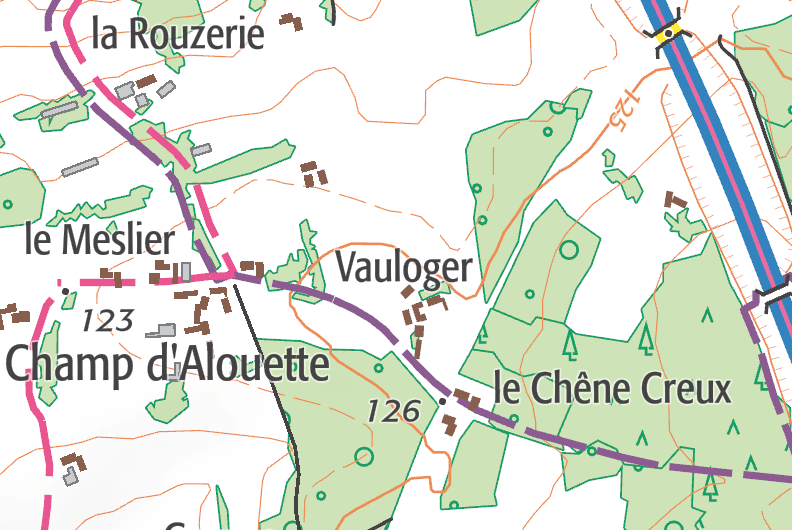 la Rouzerie
125
le Meslier
Vauloger
123
Champ d'Alouette
126
le Chêne Creux